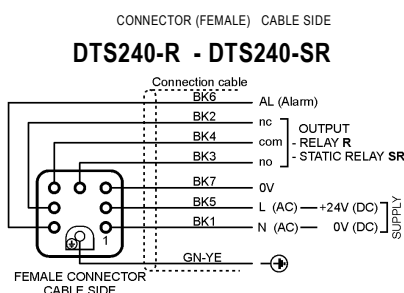 CONNECTOR (FEMALE) CABLE SIDE
DTS240-R - DTS240-SR
Connection cable
BK6 AL (Alarm)
BK2 nc
BK4 com
BK3 no
OUTPUT
- RELAY R
- STATIC RELAY SR
BK7 0V
BK5 L (AC) +24V (DC)
BK1 N (AC) 0V (DC)
SUPPLY
1
GN-YE
FEMALE CONNECTOR
CABLE SIDE